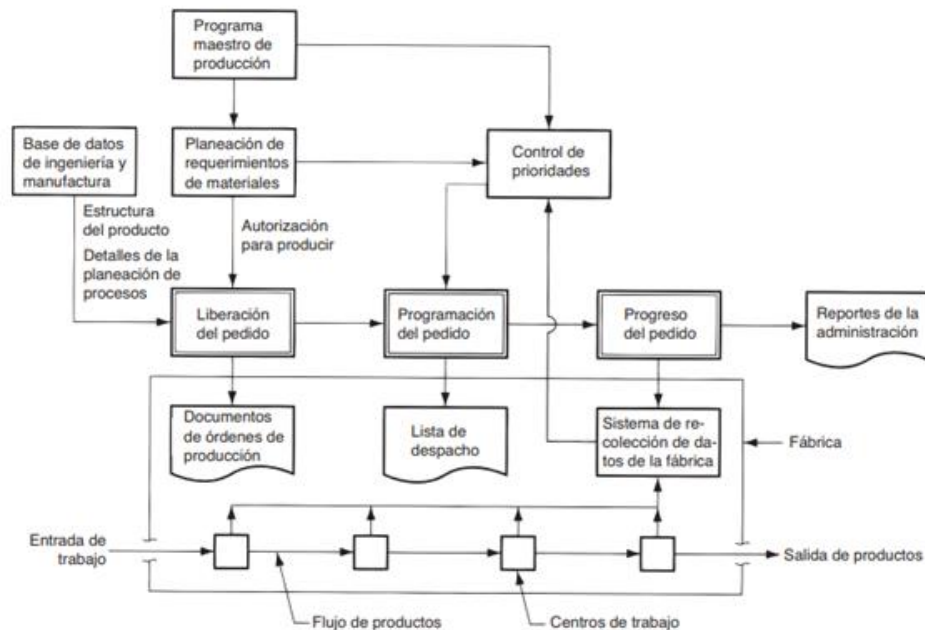 Programa
maestro de
producción
Base de datos
de ingeniería y
manufactura
Planeación de
requerimientos
de materiales
Control de
prioridades
Estructura
del producto
Detalles de la
planeación de
procesos
Autorización
para producir
Liberación
del pedido
Programación
del pedido
Progreso
del pedido
Reportes de la
administración
Documentos
de órdenes de
producción
Lista de
despacho
Sistema de re-
colección de da-
tos de la fábrica
Fábrica
Entrada de
trabajo
Salida de productos
Flujo de productos
Centros de trabajo